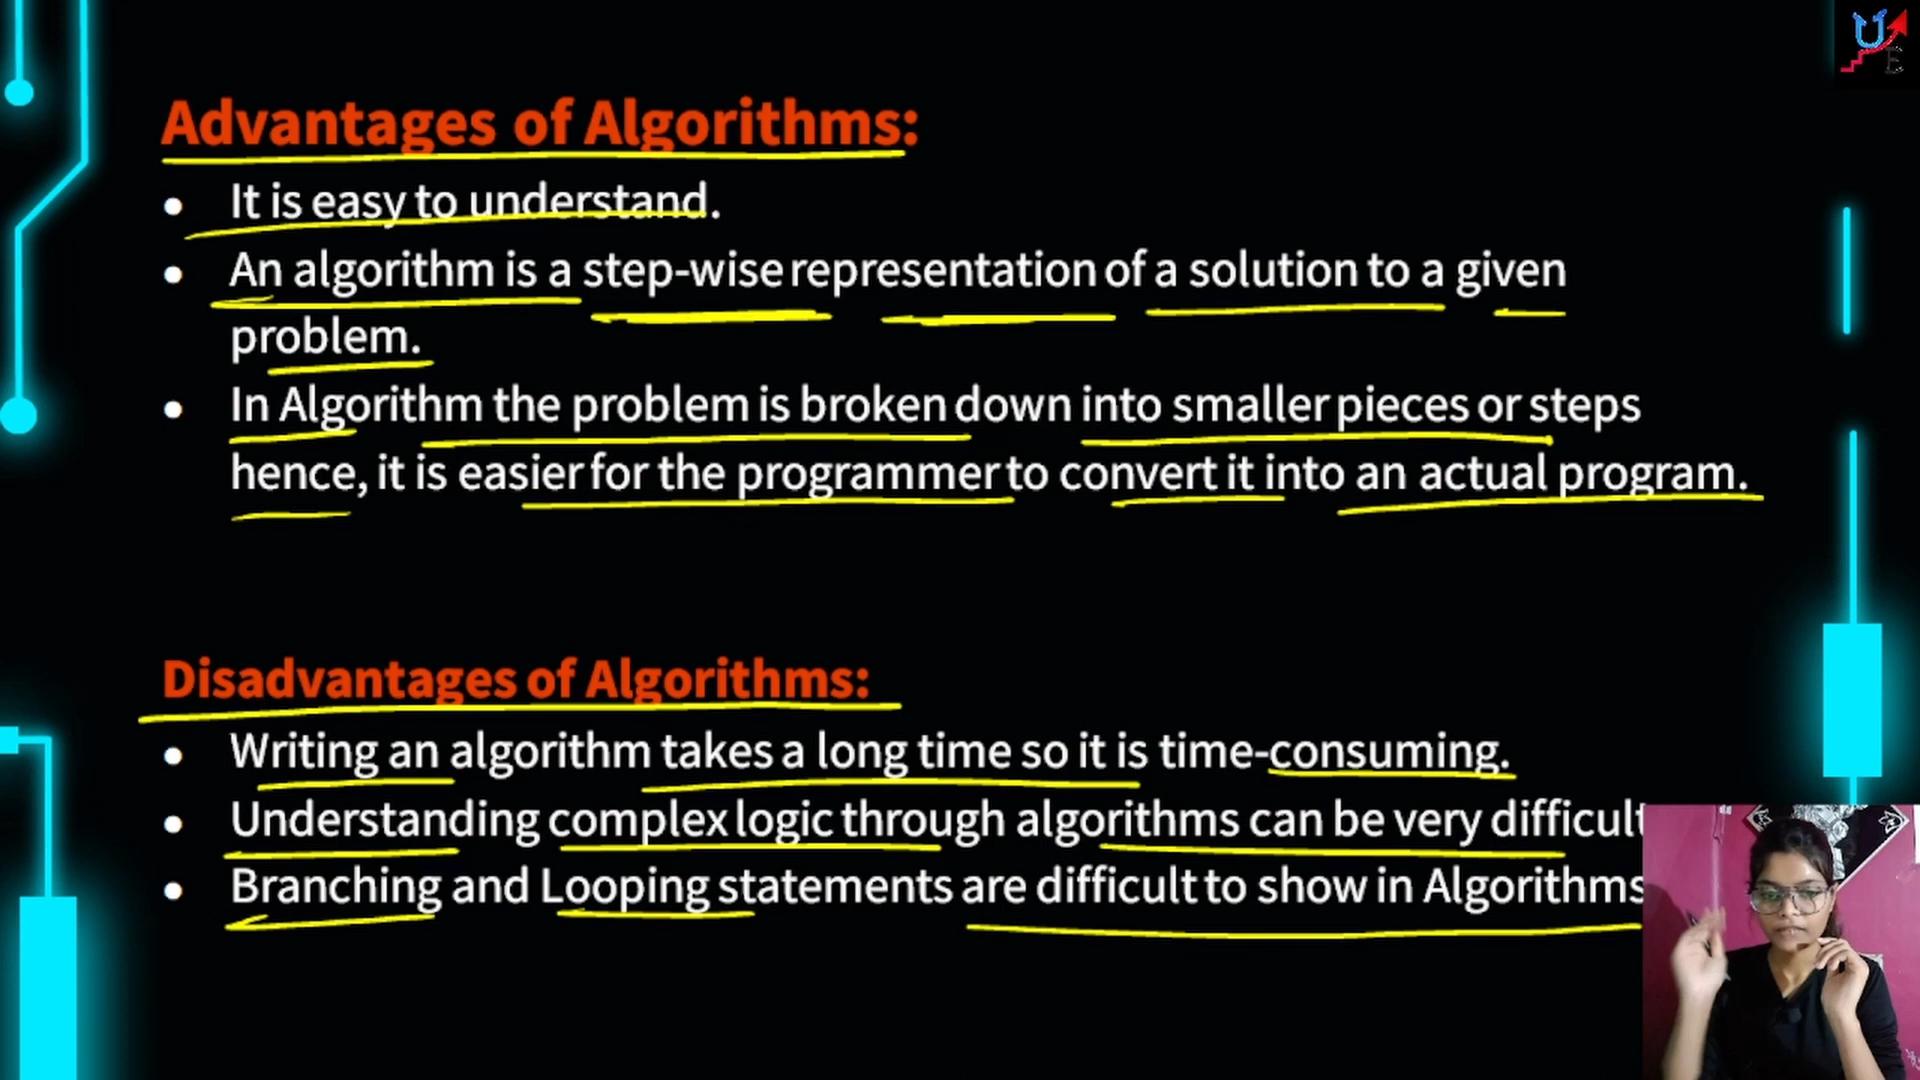 Advantages of Algorithms:
• It is easy to understand.
• An algorithm is a step-wise representation of a solution to a given
problem.
• In Algorithm the problem is broken down into smaller pieces or steps
hence, it is easier for the programmer to convert it into an actual program.
Disadvantages of Algorithms:
• Writing an algorithm takes a long time so it is time-consuming.
• Understanding complex logic through algorithms can be very difficult
• Branching and Looping statements are difficult to show in Algorithms